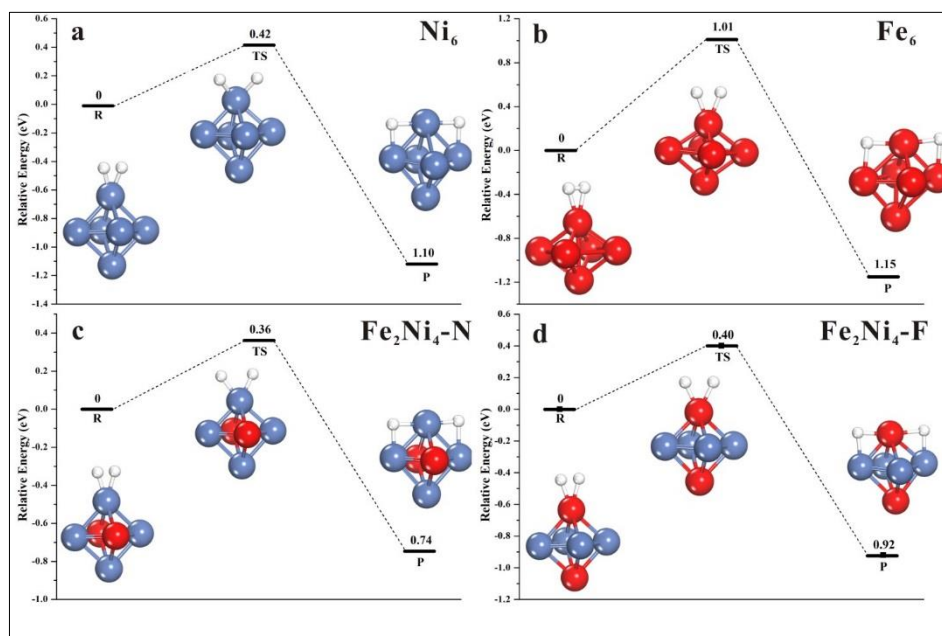 a
Ni6
Relative Energy (eV)
0.6
0.4
0.2
0.0
-0.2
-0.4
-0.6
-0.8
-1.0
-1.2
-1.4
0
R
0.42
TS
1.10
P
b
Fe6
Relative Energy (eV)
1.2
0.8
0.4
0.0
-0.4
-0.8
-1.2
0
R
1.01
TS
1.15
P
c
Fe2Ni4-N
Relative Energy (eV)
0.4
0.2
0.0
-0.2
-0.4
-0.6
-0.8
-1.0
0
R
0.36
TS
0.74
P
d
Fe2Ni4-F
Relative Energy (eV)
0.6
0.4
0.2
0.0
-0.2
-0.4
-0.6
-0.8
-1.0
-1.2
0
R
0.40
TS
0.92
P